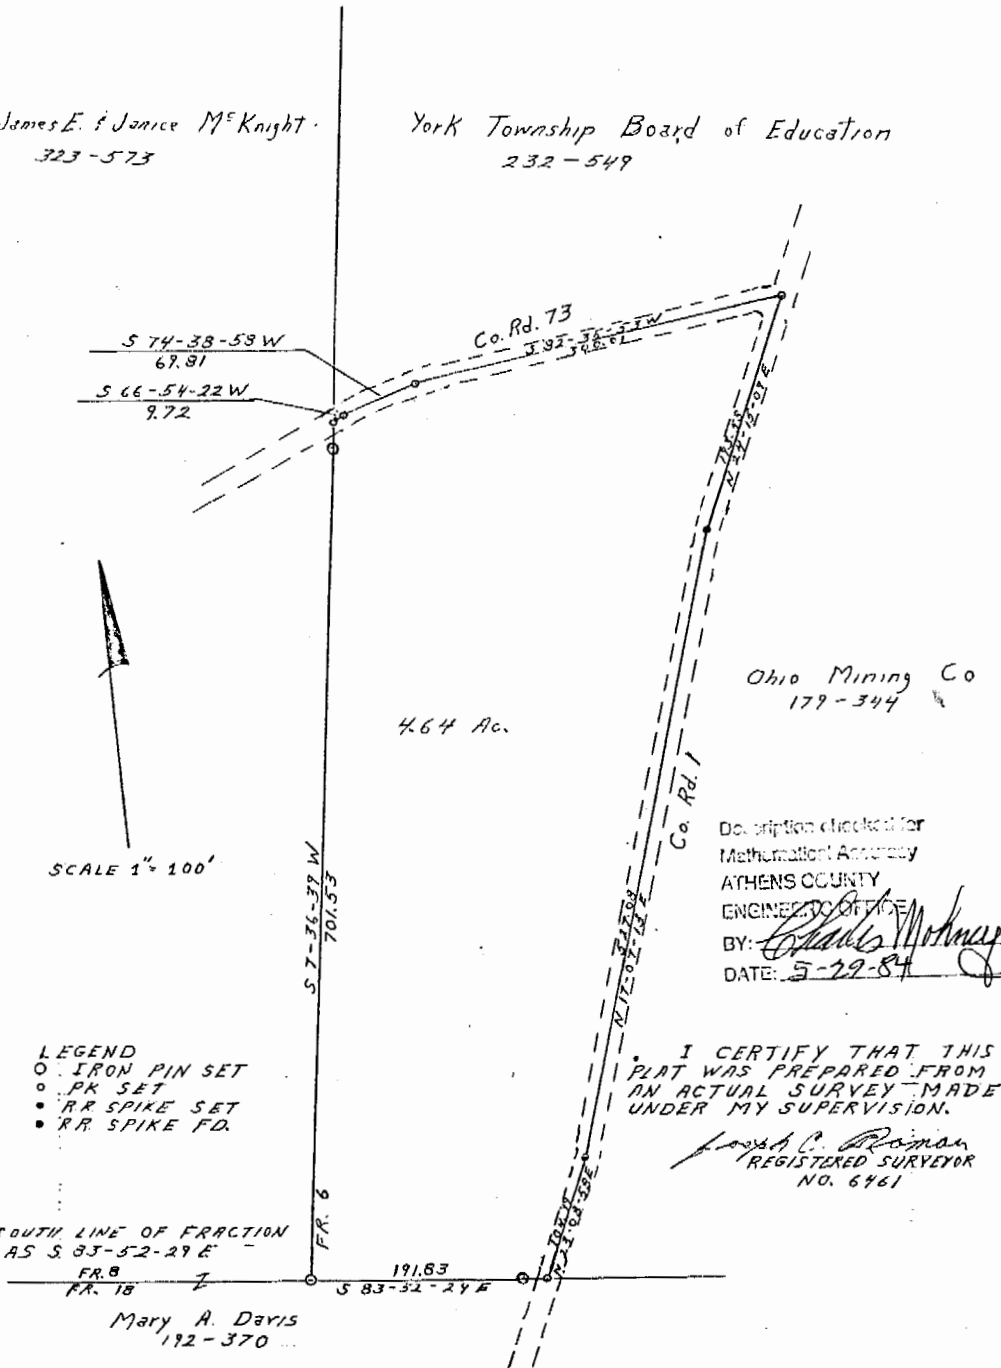 James E. & Janice McKnight.
323-573
York Township Board of Education
232-549
Co. Rd. 73
S 74-38-53 W
69.81
S 66-54-22 W
9.72
N 24-13-09 E
Ohio Mining Co
179-344
4.64 Ac.
Co. Rd. 1
SCALE 1"= 100'
Description checked for
Mathematical Accuracy
ATHENS COUNTY
ENGINEER'S OFFICE
BY:
DATE: 5-29-84
S 7-36-39 W
701.53
N 17-07-13 E
LEGEND
IRON PIN SET
PK SET
RR SPIKE SET
RR SPIKE FD.
I CERTIFY THAT THIS
PLAT WAS PREPARED FROM
AN ACTUAL SURVEY MADE
UNDER MY SUPERVISION.
Joseph C.
REGISTERED SURVEYOR
NO. 6461
FR. 6
SOUTH LINE OF FRACTION
AS S 83-52-29 E
FR. 8
FR. 18
191.83
S 83-52-29 E
Mary A. Davis
192-370